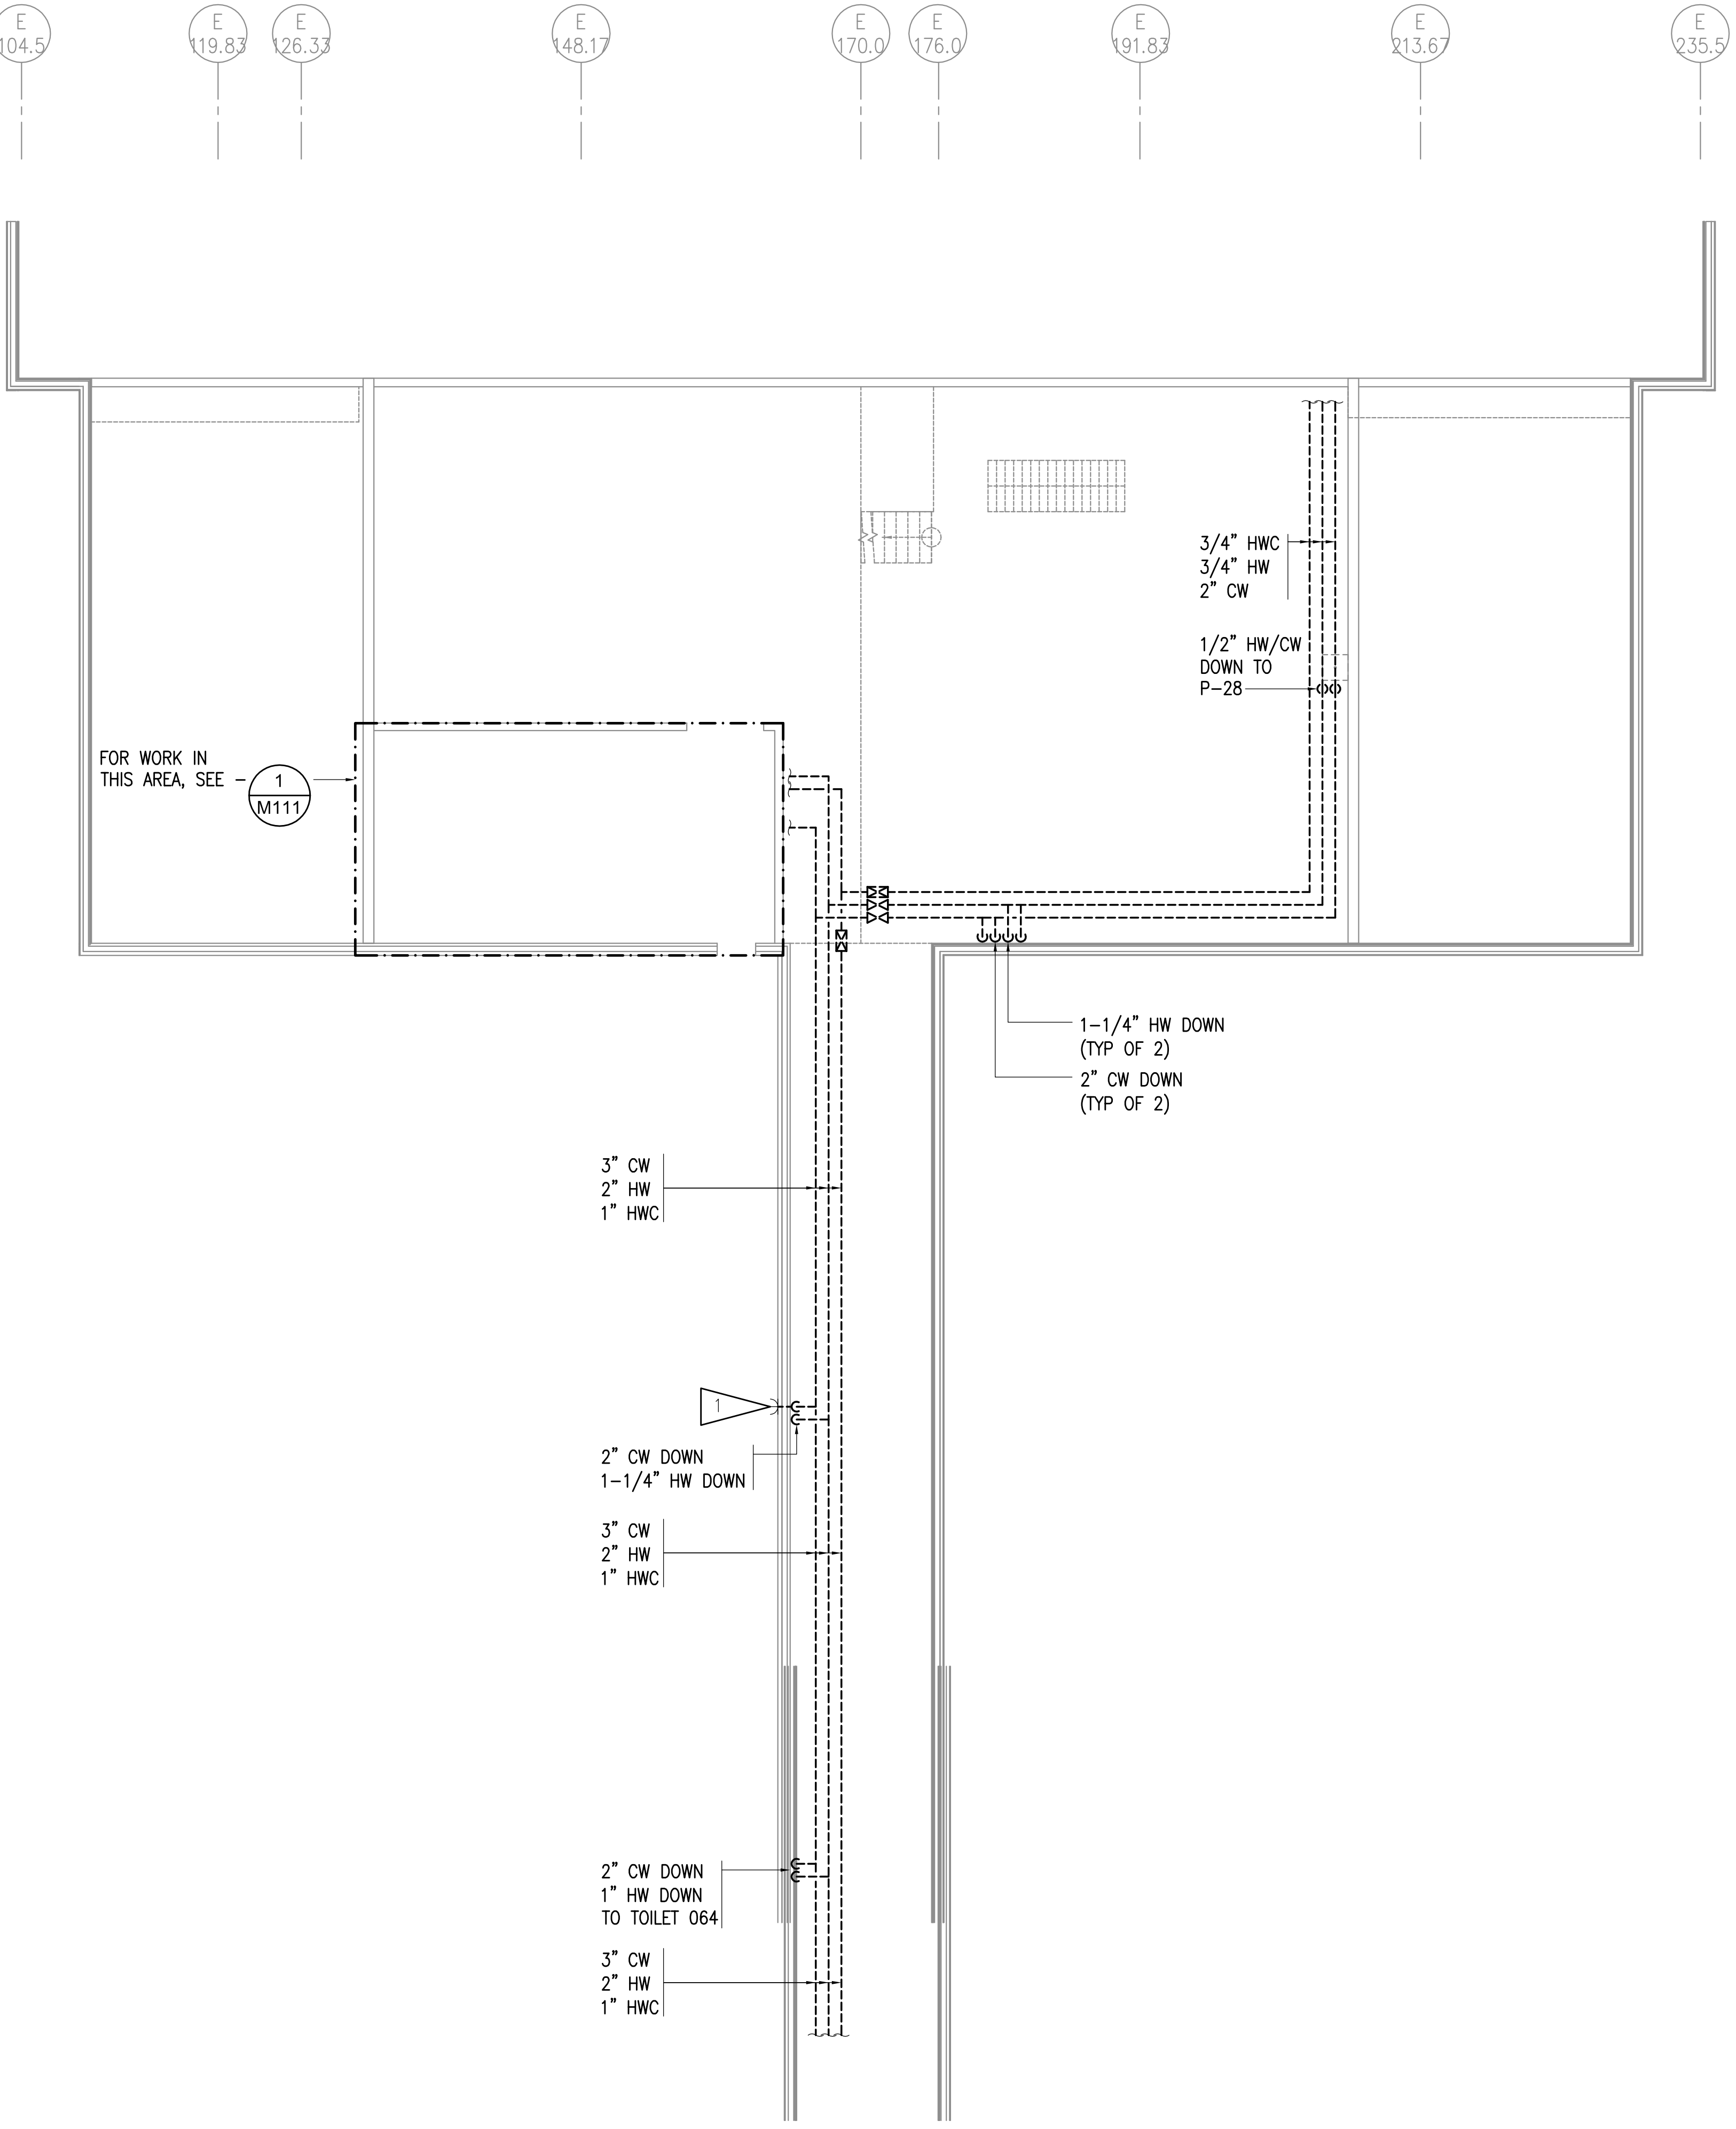 E
104.5
E
119.83
E
126.33
E
148.17
E
170.0
E
176.0
E
191.83
E
213.67
E
235.5
3/4" HWC
3/4" HW
2" CW
1/2" HW/CW
DOWN TO
P-28
FOR WORK IN
THIS AREA, SEE -
1
M111
1-1/4" HW DOWN
(TYP OF 2)
2" CW DOWN
(TYP OF 2)
3" CW
2" HW
1" HWC
1
2" CW DOWN
1-1/4" HW DOWN
3" CW
2" HW
1" HWC
2" CW DOWN
1" HW DOWN
TO TOILET 064
3" CW
2" HW
1" HWC